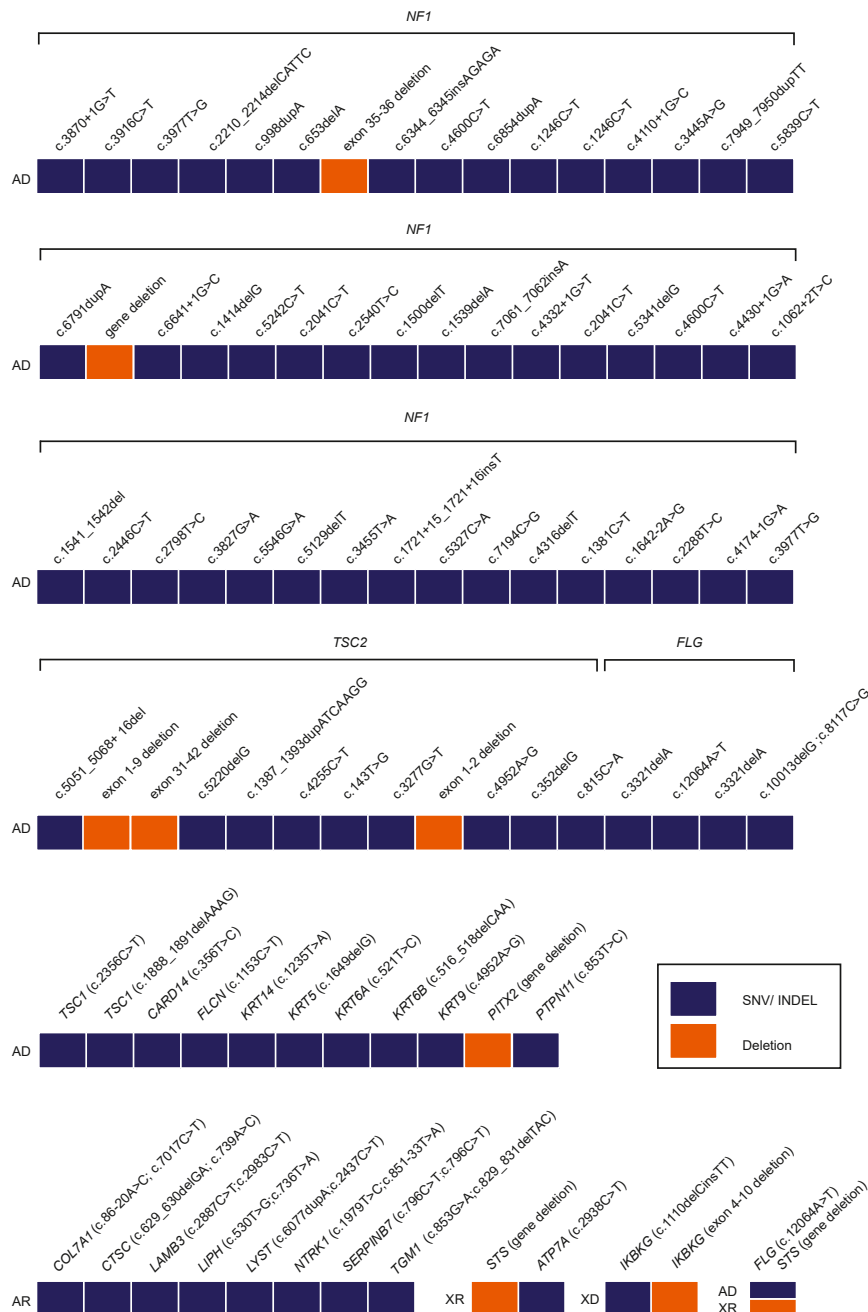 NF1
c.3870+1G>T
c.3916C>T
c.3977T>G
c.2210_2214delCATTC
c.998dupA
c.653delA
exon 35-36 deletion
c.6344_6345insAGAGA
c.4600C>T
c.6854dupA
c.1246C>T
c.1246C>T
c.4110+1G>C
c.3445A>G
c.7949_7950dupTT
c.5839C>T
AD
NF1
c.6791dupA
gene deletion
c.6641+1G>C
c.1414delG
c.5242C>T
c.2041C>T
c.2540T>C
c.1500delT
c.1539delA
c.7061_7062insA
c.4332+1G>T
c.2041C>T
c.5341delG
c.4600C>T
c.4430+1G>A
c.1062+2T>C
AD
NF1
c.1541_1542del
c.2446C>T
c.2798T>C
c.3827G>A
c.5546G>A
c.5129delT
c.3455T>A
c.1721+15_1721+16insT
c.5327C>A
c.7194C>G
c.4316delT
c.1381C>T
c.1642-2A>G
c.2288T>C
c.4174-1G>A
c.3977T>G
AD
TSC2
FLG
c.5051_5068+ 16del
exon 1-9 deletion
exon 31-42 deletion
c.5220delG
c.1387_1393dupATCAAGG
c.4255C>T
c.143T>G
c.3277G>T
exon 1-2 deletion
c.4952A>G
c.352delG
c.815C>A
c.3321delA
c.12064A>T
c.3321delA
c.10013delG ;c.8117C>G
AD
TSC1 (c.2356C>T)
TSC1 (c.1888_1891delAAAG)
CARD14 (c.356T>C)
FLCN (c.1153C>T)
KRT14 (c.1235T>A)
KRT5 (c.1649delG)
KRT6A (c.521T>C)
KRT6B (c.516_518delCAA)
KRT9 (c.4952A>G)
PITX2 (gene deletion)
PTPN11 (c.853T>C)
AD
SNV/ INDEL
Deletion
COL7A1 (c.86-20A>C; c.7017C>T)
CTSC (c.629_630delGA; c.739A>C)
LAMB3 (c.2887C>T;c.2983C>T)
LIPH (c.530T>G;c.736T>A)
LYST (c.6077dupA;c.2437C>T)
NTRK1 (c.1979T>C;c.851-33T>A)
SERPINB7 (c.796C>T;c.796C>T)
TGM1 (c.853G>A;c.829_831delTAC)
AR
STS (gene deletion)
ATP7A (c.2938C>T)
XR
IKBKG (c.1110delCinsTT)
IKBKG (exon 4-10 deletion)
XD
FLG (c.12064A>T)
STS (gene deletion)
AD
XR